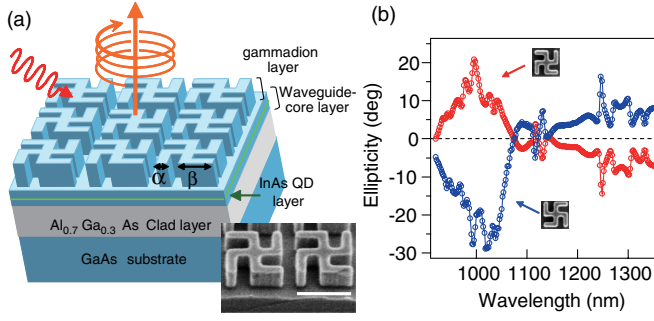 (a)
gammadion
layer
Waveguide-
core layer
α
β
InAs QD
layer
Al0.7 Ga0.3 As Clad layer
GaAs substrate
(b)
Ellipticity (deg)
20
10
0
-10
-20
-30
1000
1100
1200
1300
Wavelength (nm)